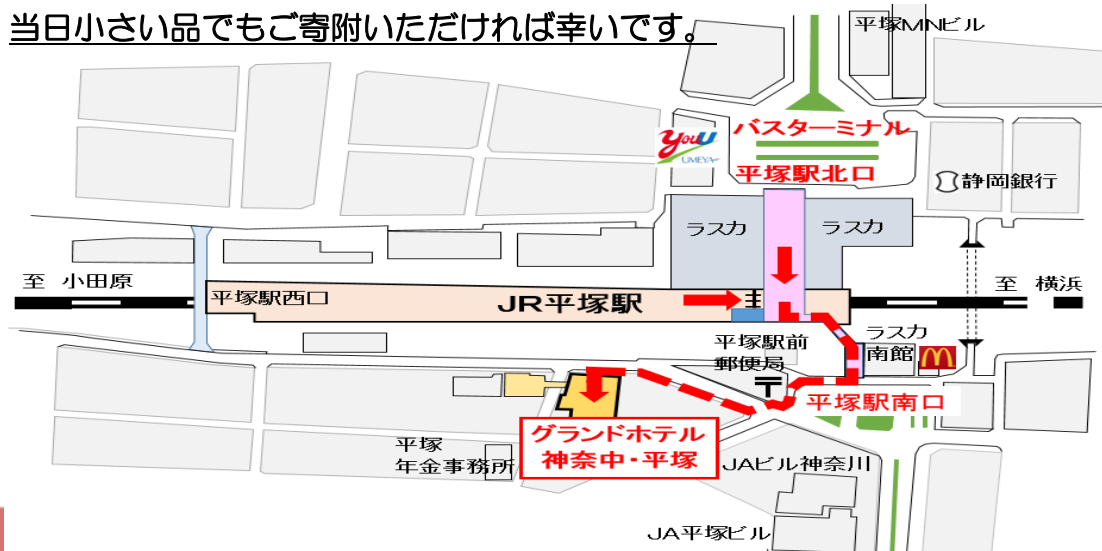 当日小さい品でもご寄附いただければ幸いです。
平塚MNビル
youU
UMEYA
バスターミナル
平塚駅北口
静岡銀行
ラスカ
ラスカ
至 小田原
平塚駅西口
JR平塚駅
至 横浜
平塚駅前
郵便局
ラスカ
南館
平塚駅南口
グランドホテル
神奈中・平塚
平塚
年金事務所
JAビル神奈川
JA平塚ビル